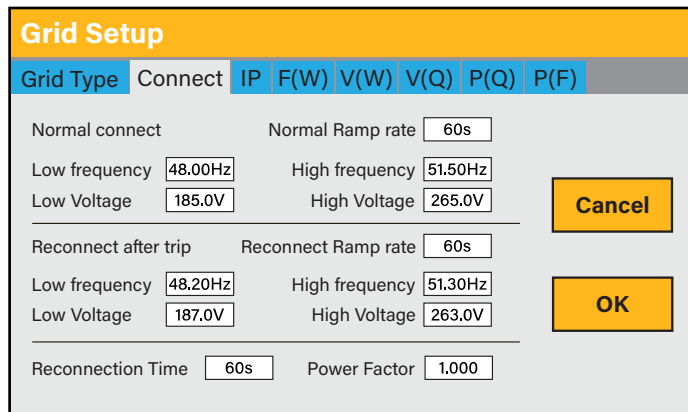 Grid Setup
Grid Type Connect IP F(W) V(W) V(Q) P(Q) P(F)
Normal connect Normal Ramp rate 60s
Low frequency 48.00Hz High frequency 51.50Hz
Low Voltage 185.0V High Voltage 265.0V
Cancel
Reconnect after trip Reconnect Ramp rate 60s
Low frequency 48.20Hz High frequency 51.30Hz
Low Voltage 187.0V High Voltage 263.0V
OK
Reconnection Time 60s Power Factor 1.000